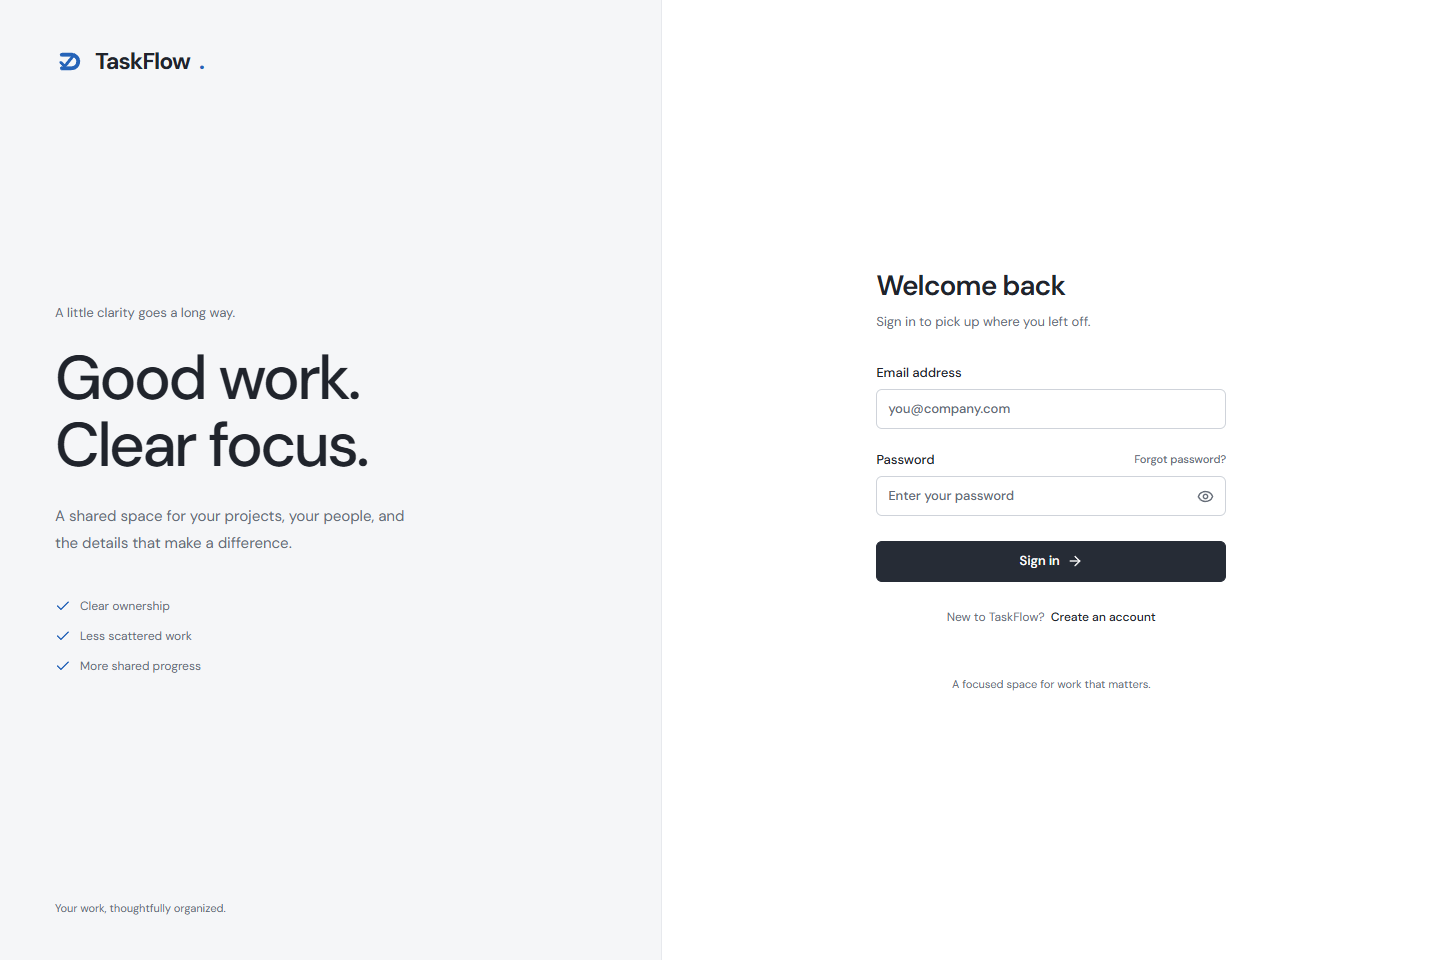 TaskFlow .
A little clarity goes a long way.
Good work.
Clear focus.
A shared space for your projects, your people, and
the details that make a difference.
Clear ownership
Less scattered work
More shared progress
Your work, thoughtfully organized.
Welcome back
Sign in to pick up where you left off.
Email address
you@company.com
Password Forgot password?
Enter your password
Sign in
New to TaskFlow? Create an account
A focused space for work that matters.